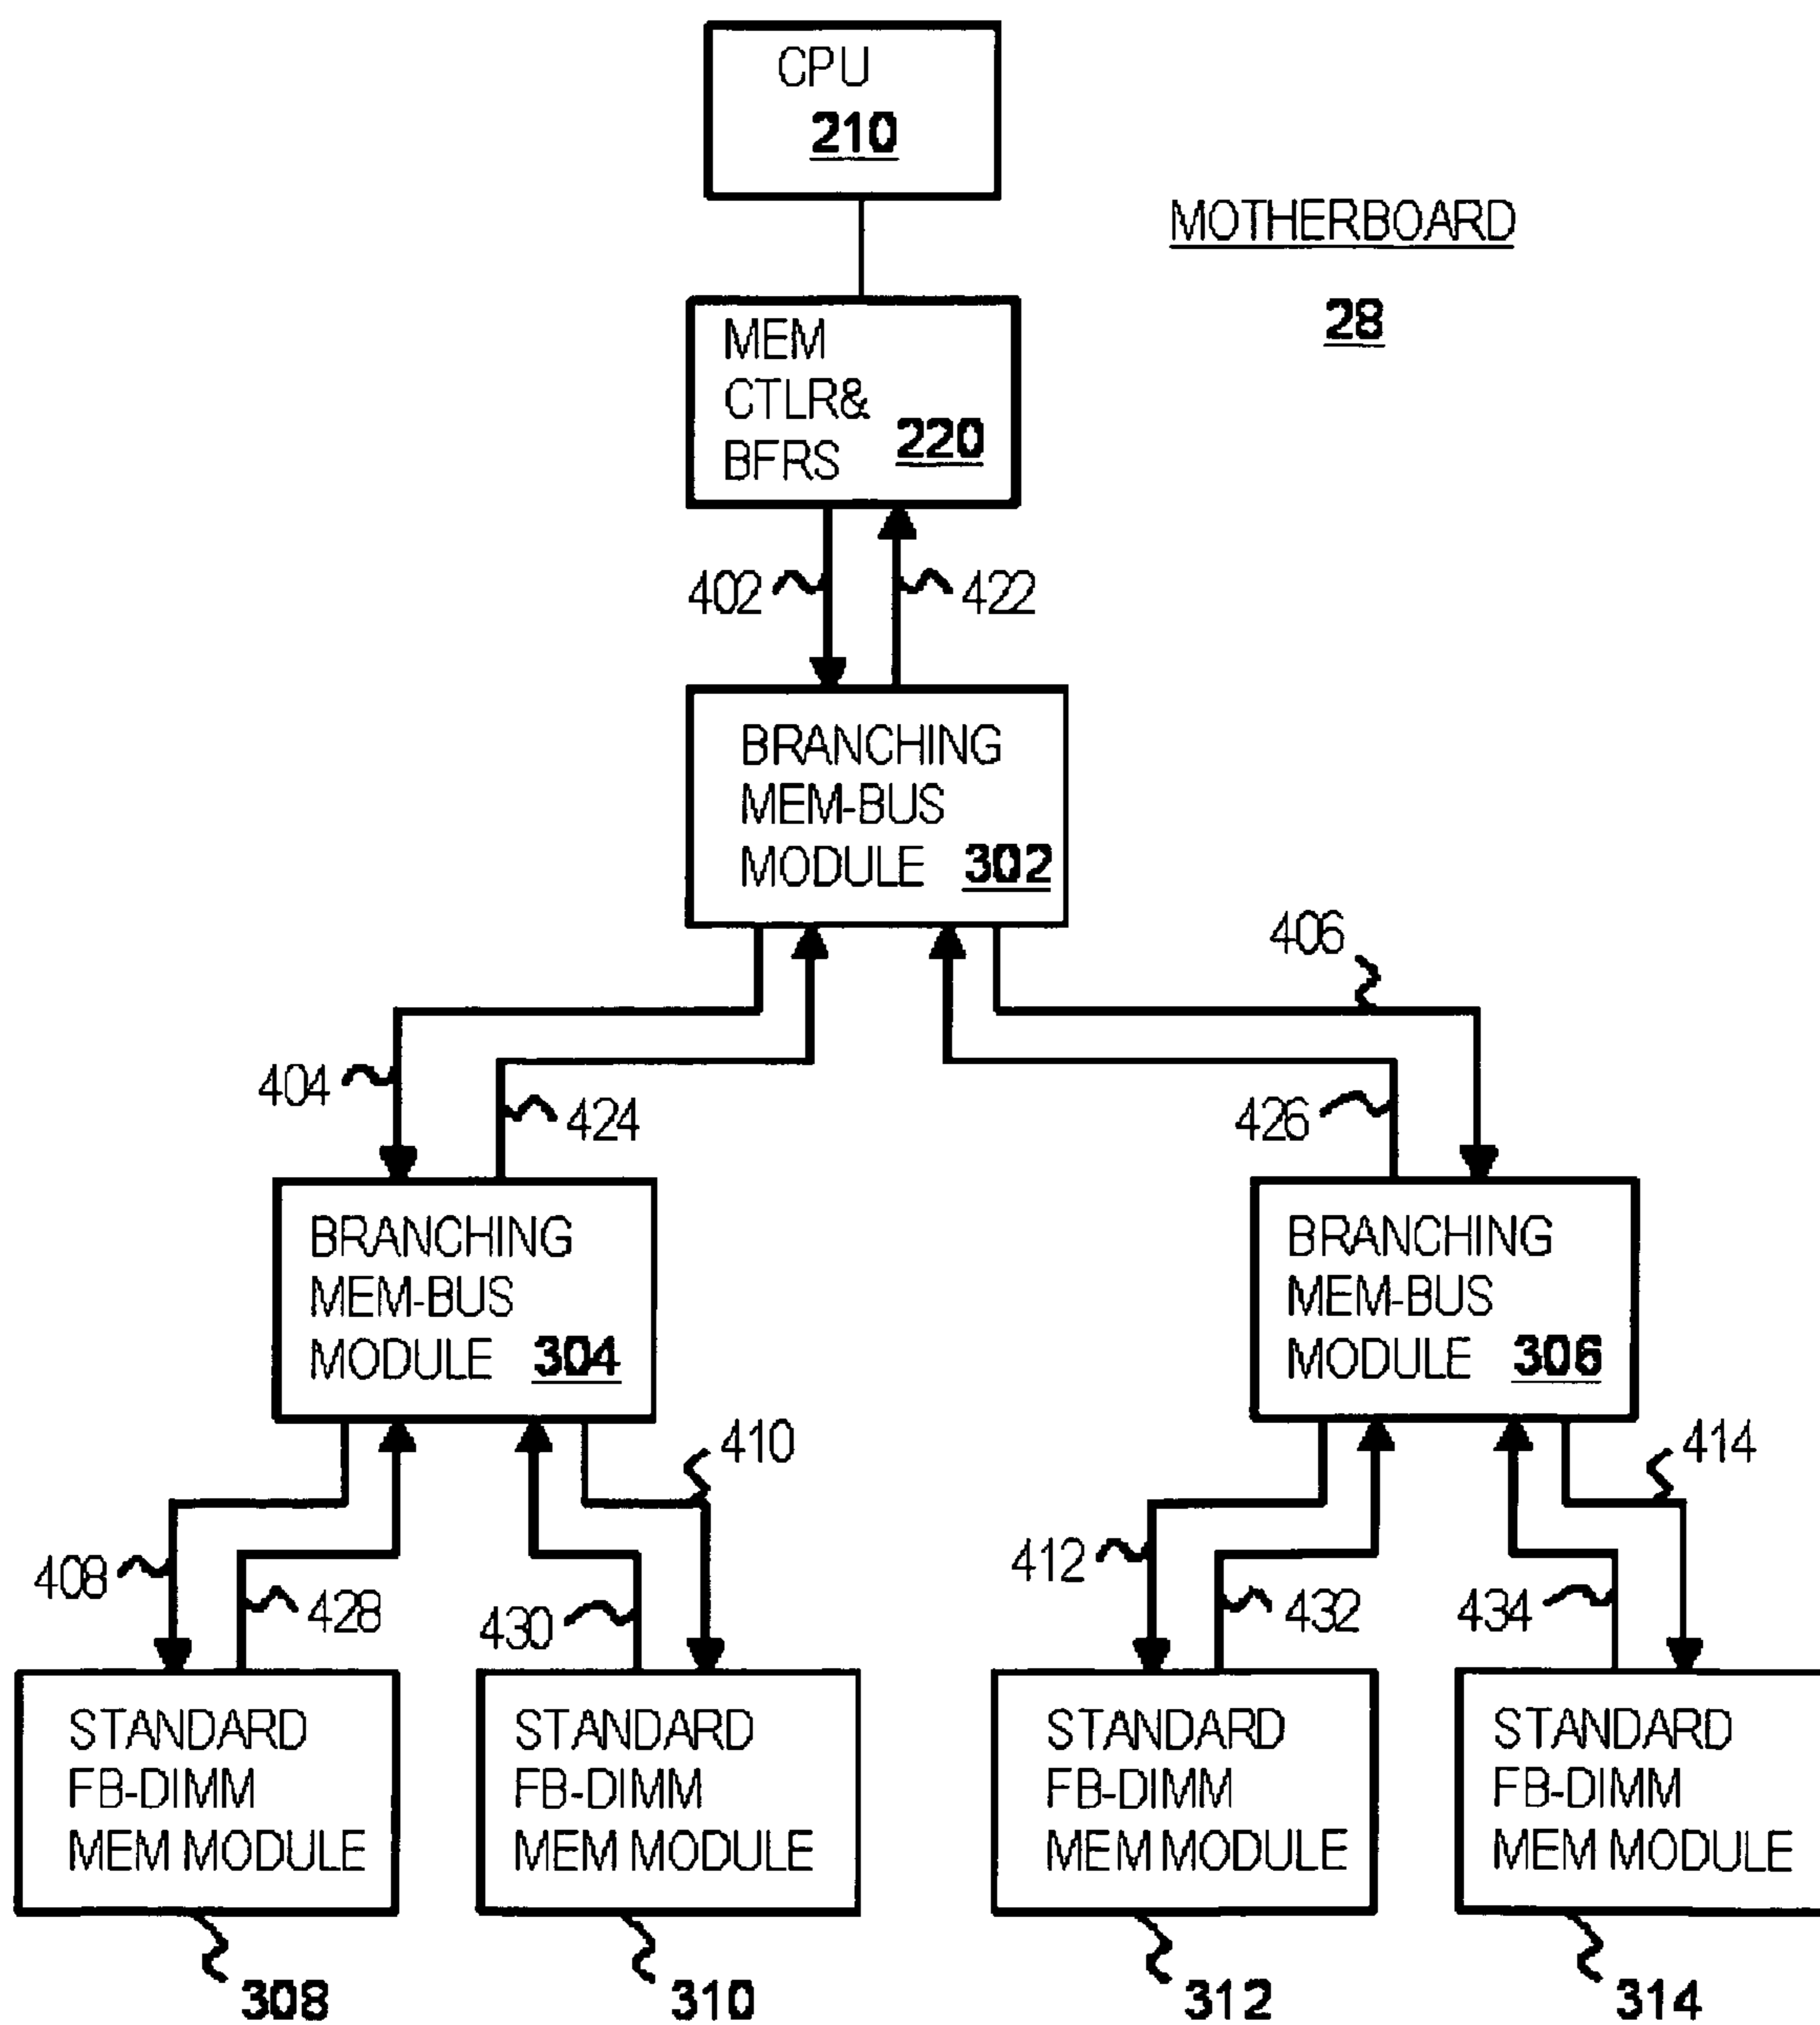 CPU
210
MOTHERBOARD
28
MEM
CTLR&
BFRS 220
402
422
BRANCHING
MEM-BUS
MODULE 302
406
404
424
426
BRANCHING
MEM-BUS
MODULE 304
BRANCHING
MEM-BUS
MODULE 306
410
414
408
428
430
412
432
434
STANDARD
FB-DIMM
MEM MODULE
STANDARD
FB-DIMM
MEM MODULE
STANDARD
FB-DIMM
MEM MODULE
STANDARD
FB-DIMM
MEM MODULE
308
310
312
314